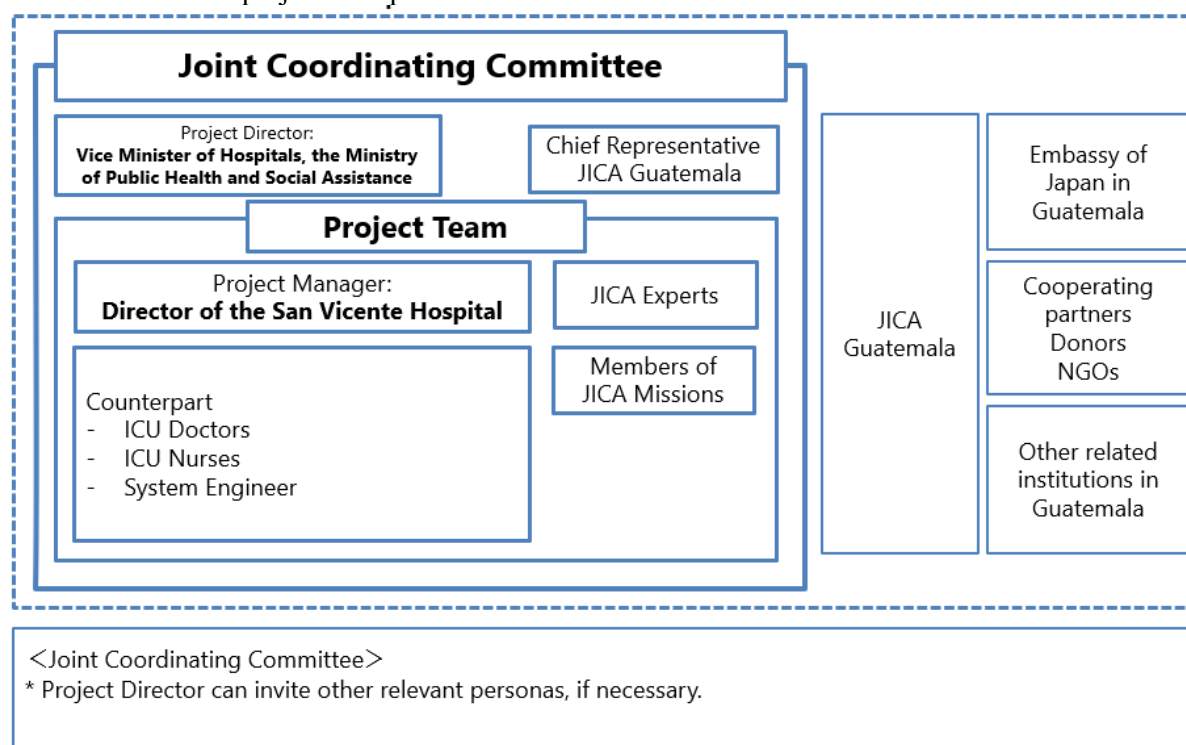 Joint Coordinating Committee
Project Director:
Vice Minister of Hospitals, the Ministry
of Public Health and Social Assistance
Chief Representative
JICA Guatemala
Project Team
Project Manager:
Director of the San Vicente Hospital
JICA Experts
Members of
JICA Missions
Counterpart
- ICU Doctors
- ICU Nurses
- System Engineer
JICA
Guatemala
Embassy of
Japan in
Guatemala
Cooperating
partners
Donors
NGOs
Other related
institutions in
Guatemala
<Joint Coordinating Committee>
* Project Director can invite other relevant personas, if necessary.